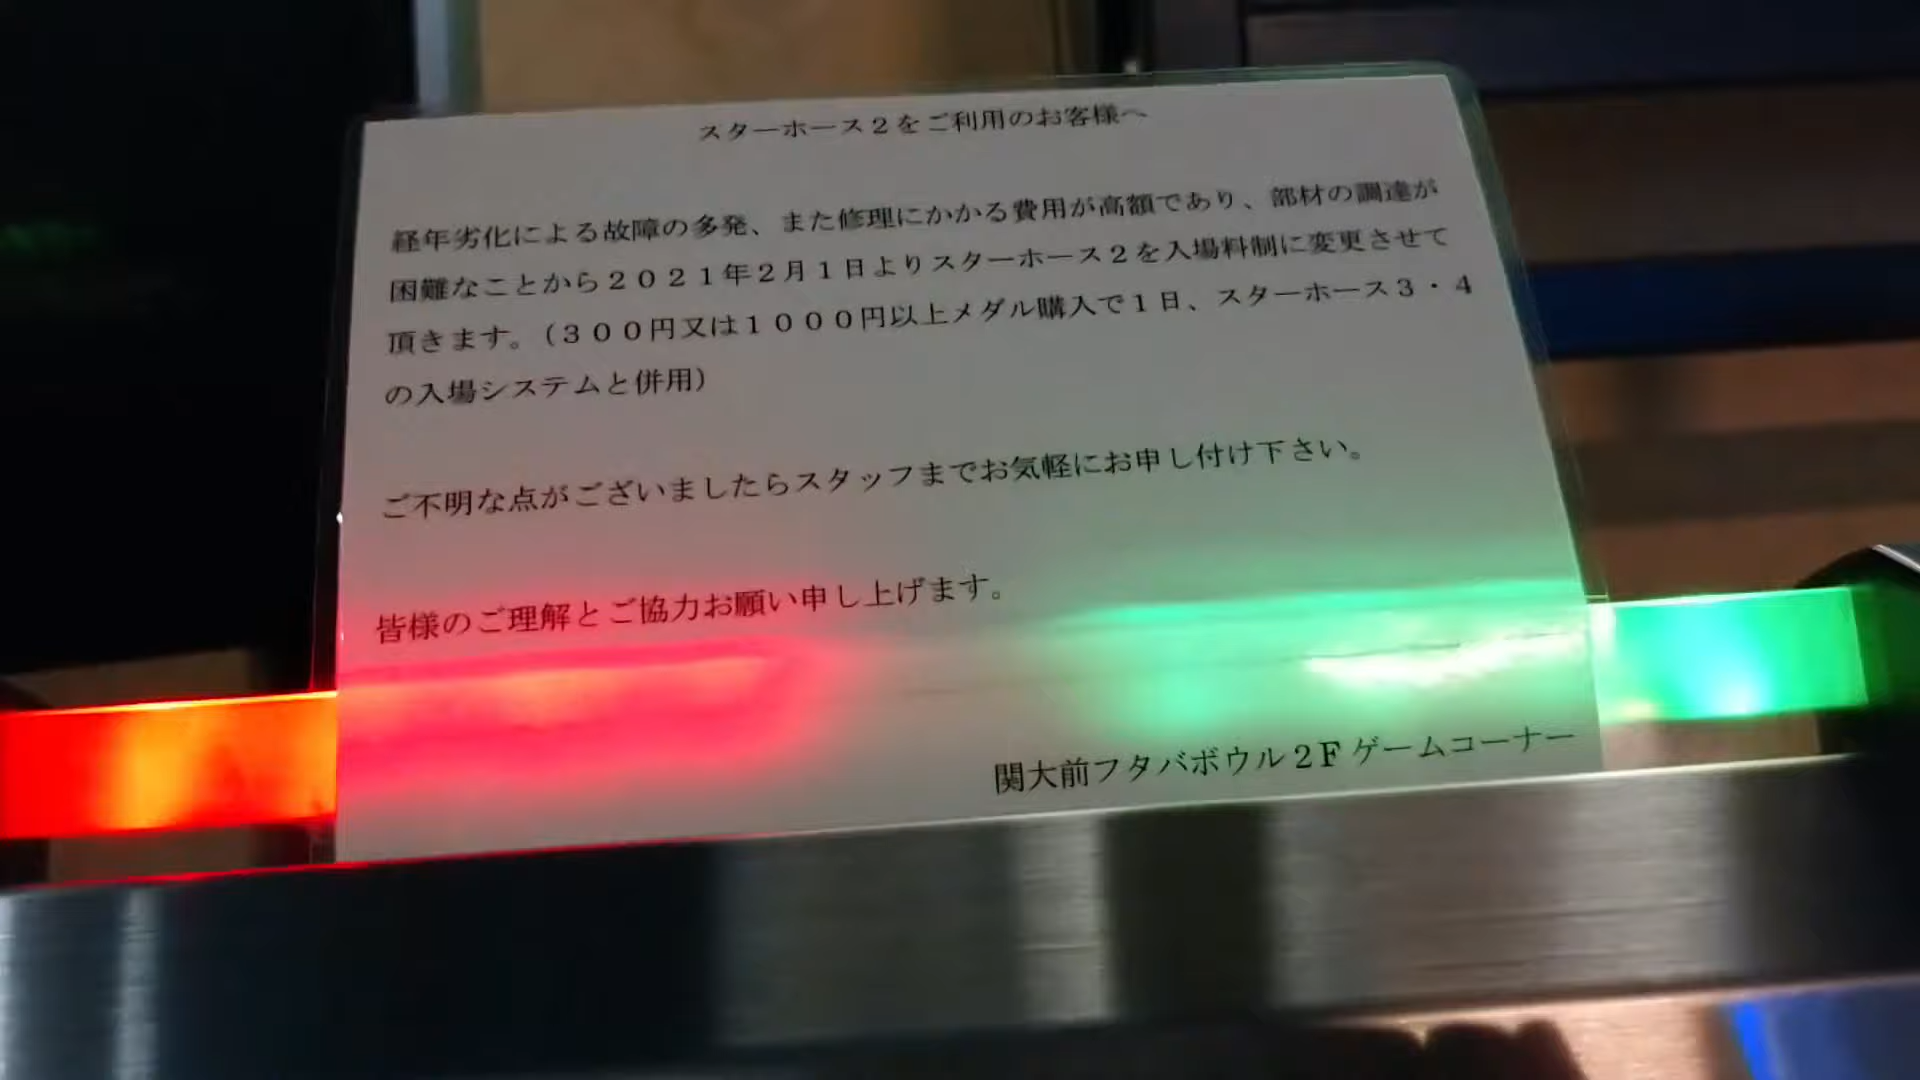 スターホース２をご利用のお客様へ
経年劣化による故障の多発、また修理にかかる費用が高額であり、部材の調達が
困難なことから２０２１年２月１日よりスターホース２を入場料制に変更させて
頂きます。（３００円又は１０００円以上メダル購入で１日、スターホース３・４
の入場システムと併用）
ご不明な点がございましたらスタッフまでお気軽にお申し付け下さい。
皆様のご理解とご協力お願い申し上げます。
関大前フタバボウル２Fゲームコーナー